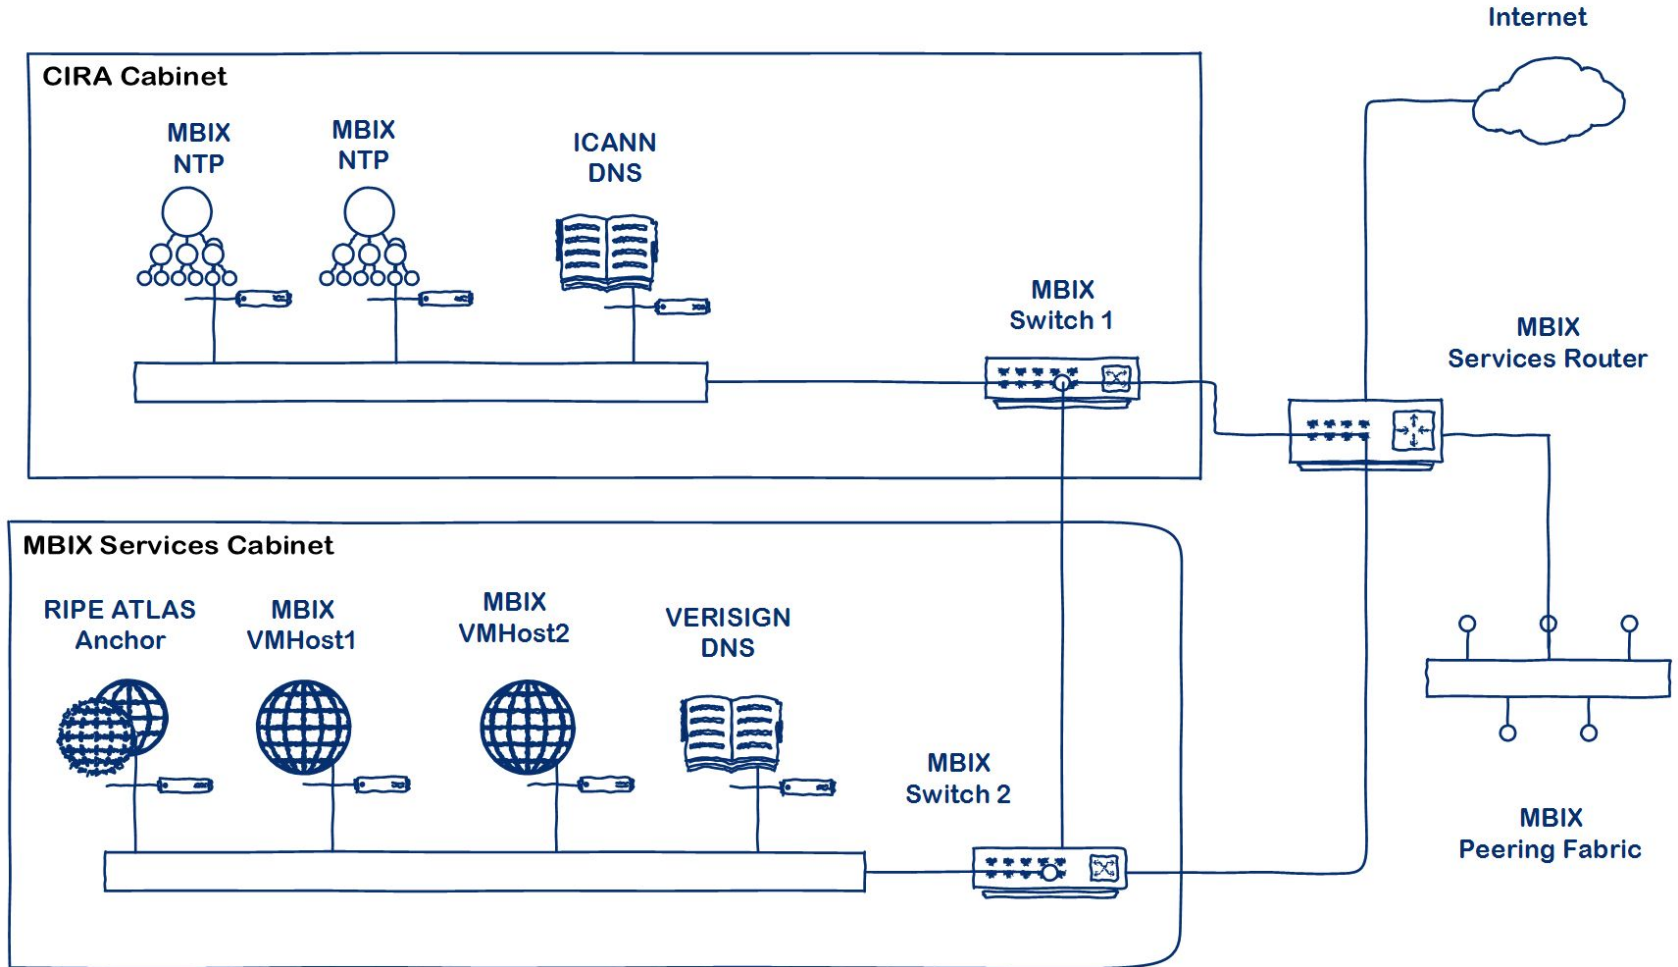 Internet
CIRA Cabinet
MBIX
NTP
MBIX
NTP
ICANN
DNS
MBIX
Switch 1
MBIX
Services Router
MBIX Services Cabinet
RIPE ATLAS
Anchor
MBIX
VMHost1
MBIX
VMHost2
VERISIGN
DNS
MBIX
Switch 2
MBIX
Peering Fabric